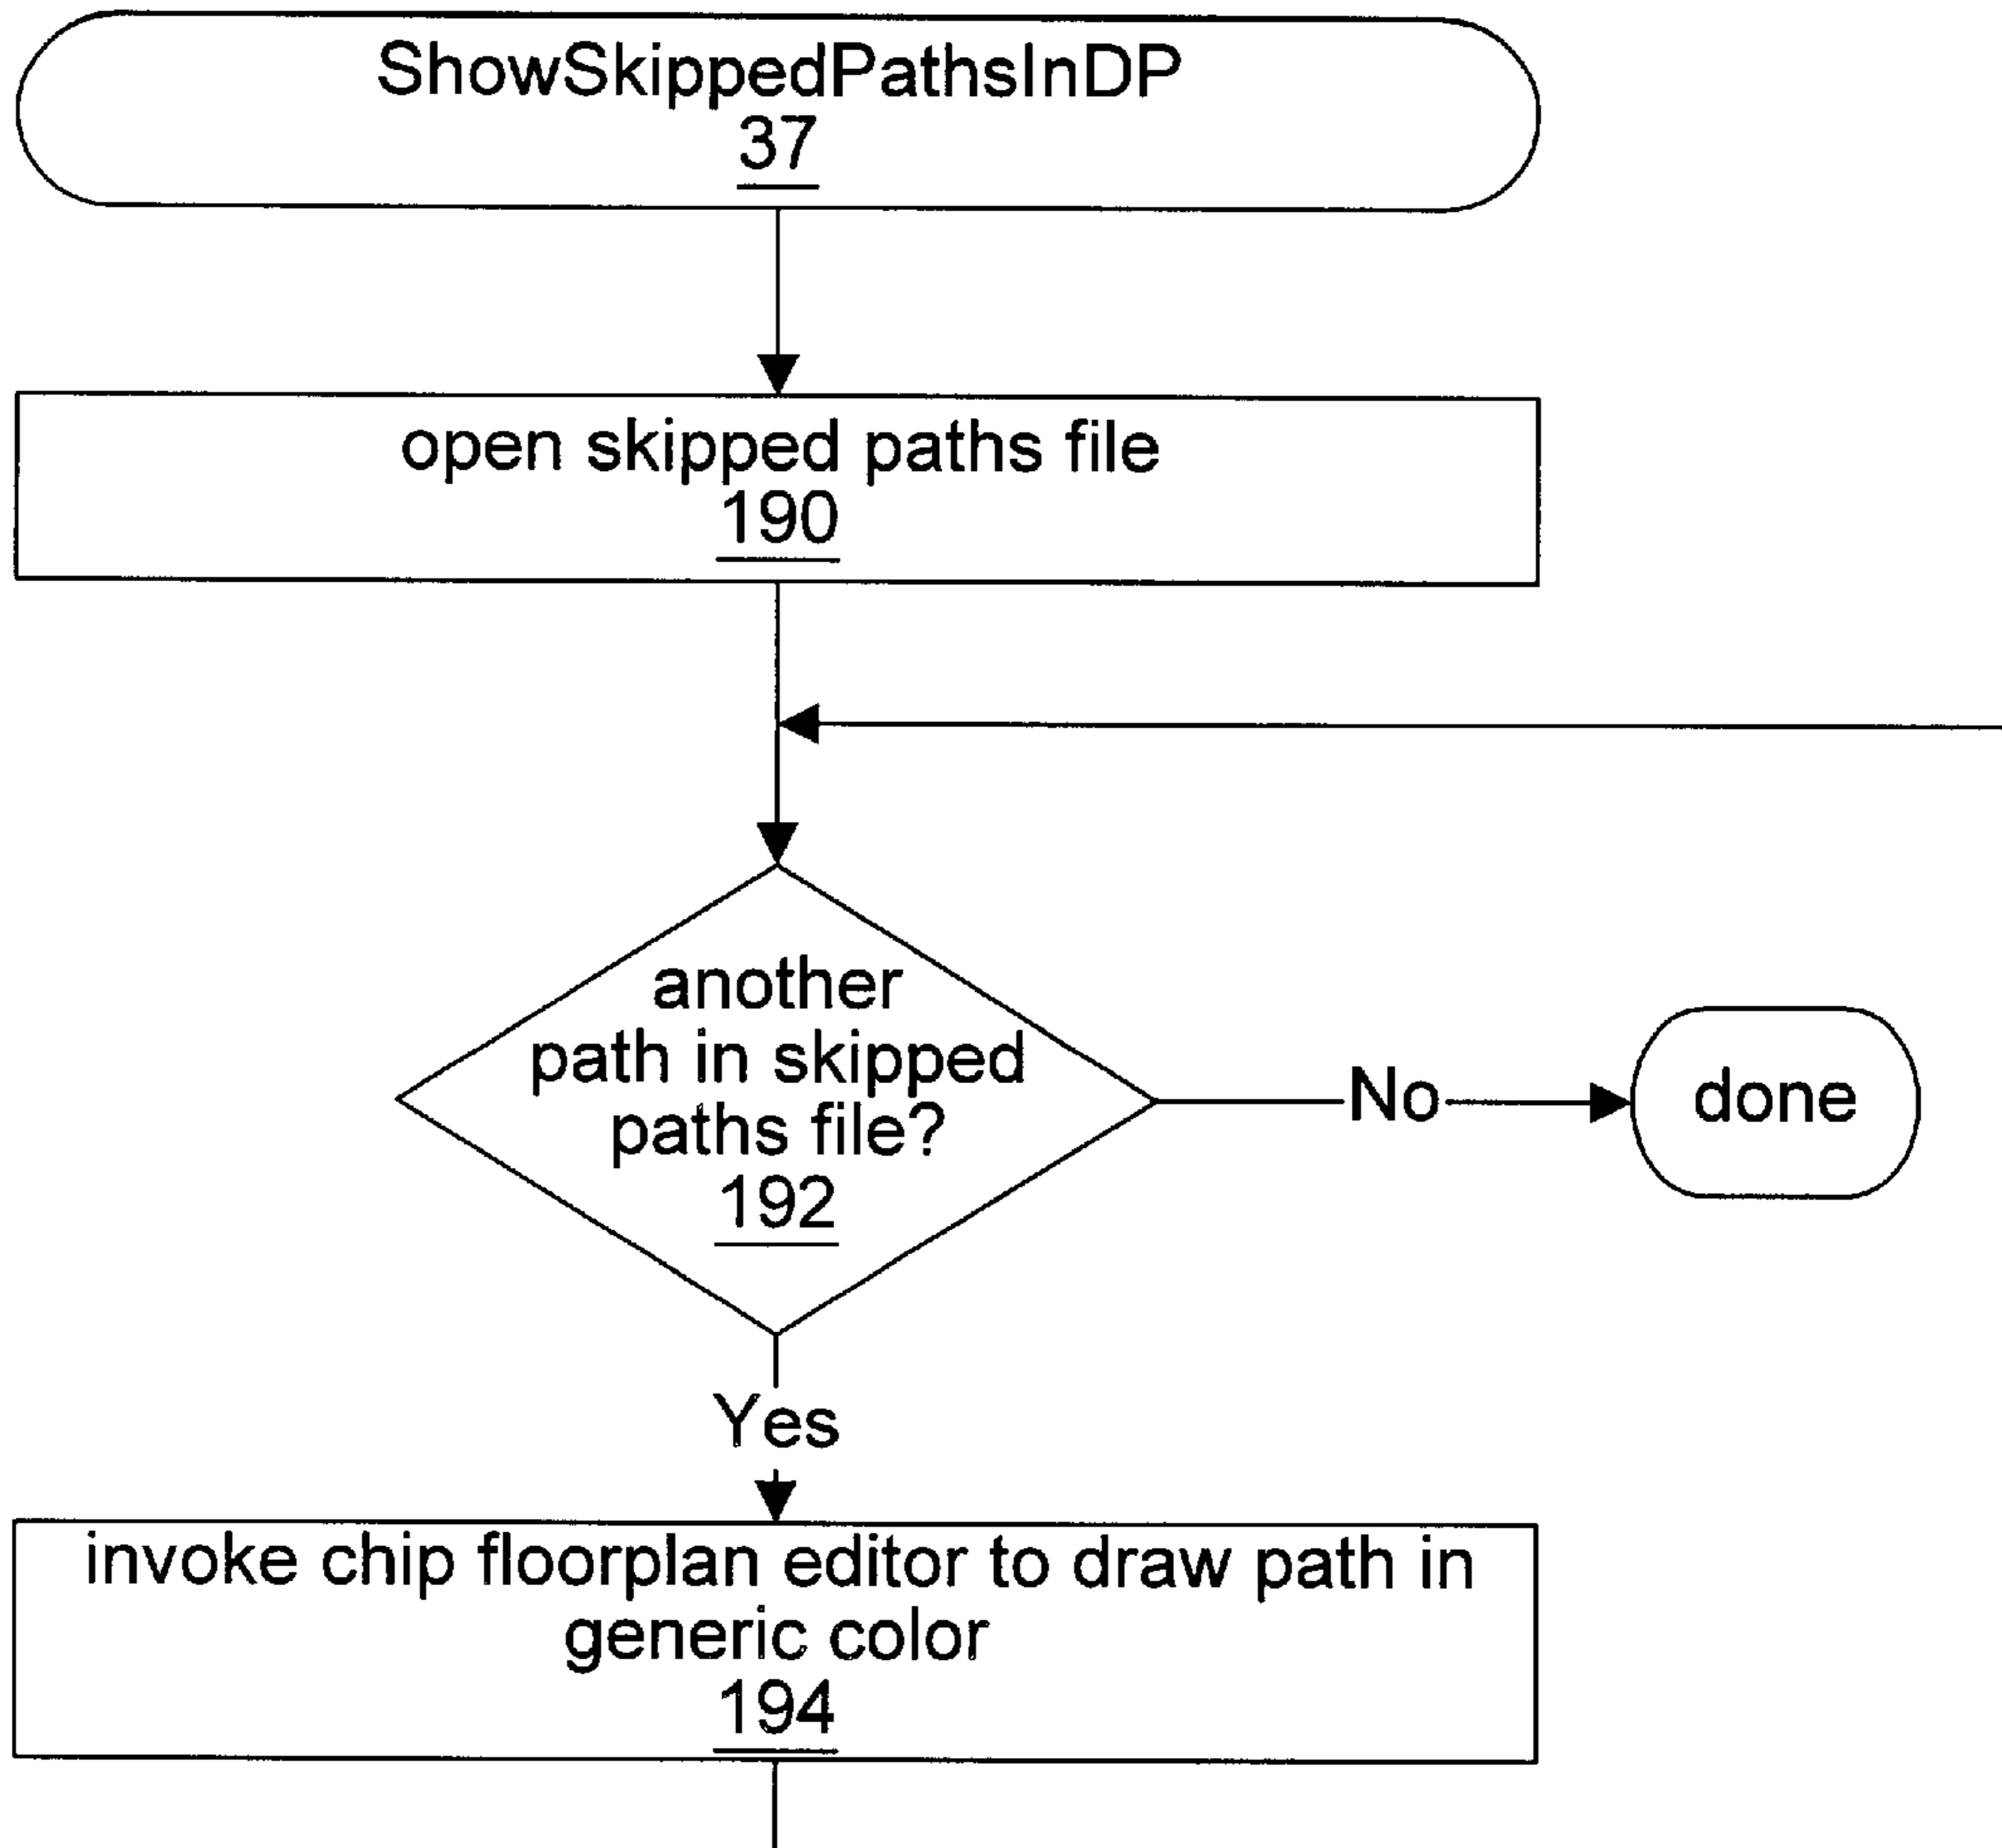 ShowSkippedPathsInDP
37
open skipped paths file
190
another
path in skipped
paths file?
192
No
done
Yes
invoke chip floorplan editor to draw path in
generic color
194